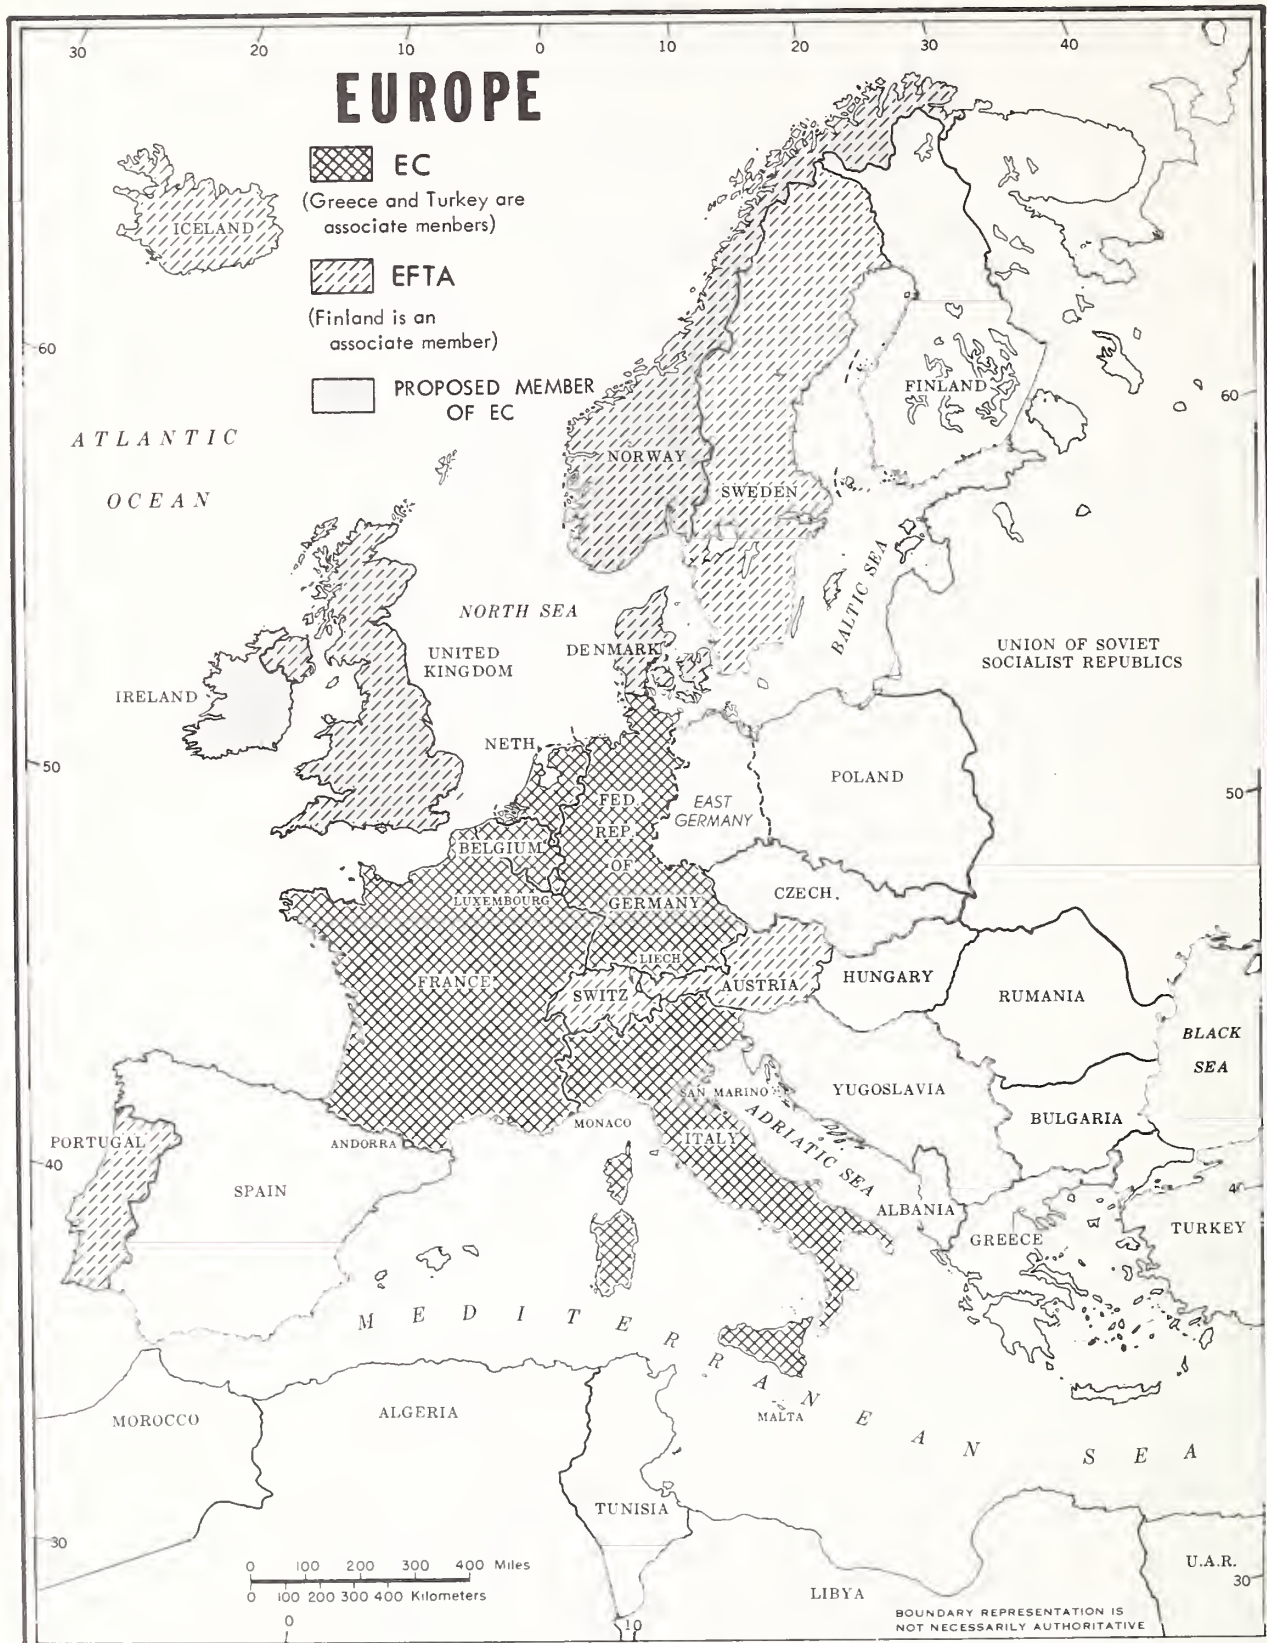 30
20
10
0
10
20
30
40
EUROPE
EC
(Greece and Turkey are
associate menbers)
EFTA
(Finland is an
associate member)
PROPOSED MEMBER
OF EC
ICELAND
60
60
ATLANTIC
OCEAN
FINLAND
NORWAY
SWEDEN
BALTIC SEA
NORTH SEA
UNITED
KINGDOM
DENMARK
UNION OF SOVIET
SOCIALIST REPUBLICS
IRELAND
NETH.
50
50
POLAND
EAST
GERMANY
FED.
REP.
OF
GERMANY
BELGIUM
LUXEMBOURG
CZECH.
LIECH
FRANCE
SWITZ
AUSTRIA
HUNGARY
RUMANIA
BLACK
SEA
YUGOSLAVIA
SAN MARINO
BULGARIA
ADRIATIC SEA
MONACO
ITALY
PORTUGAL
ANDORRA
40
40
SPAIN
ALBANIA
GREECE
TURKEY
MEDITERRANEAN SEA
MALTA
MOROCCO
ALGERIA
TUNISIA
30
30
U.A.R.
LIBYA
0 100 200 300 400 Miles
0 100 200 300 400 Kilometers
0
10
BOUNDARY REPRESENTATION IS
NOT NECESSARILY AUTHORITATIVE